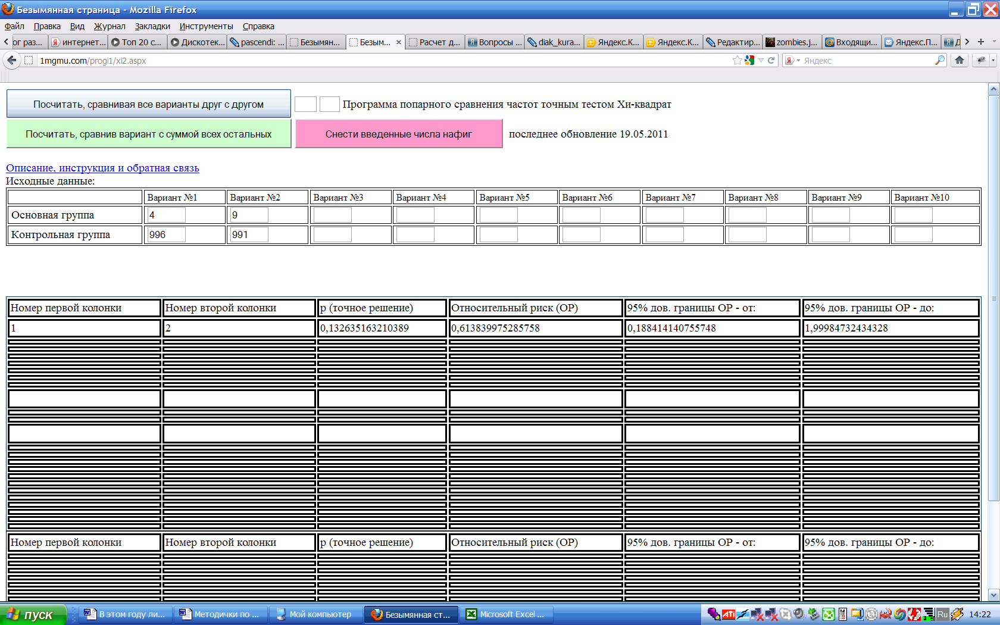 Безымянная страница - Mozilla Firefox
Файл Правка Вид Журнал Закладки Инструменты Справка
ог раз... интернет... Топ 20 с... Дискотек... pascendi: ... Безымян... Безым... Расчет д... Вопросы ... diak_kura... Яндекс.К... Яндекс.К... Редактир... zombies.j... Входящи... Яндекс.П... Д
1mgmu.com/progi1/xi2.aspx Яндекс
Посчитать, сравнивая все варианты друг с другом Программа попарного сравнения частот точным тестом Хи-квадрат
Посчитать, сравнив вариант с суммой всех остальных Снести введенные числа нафиг последнее обновление 19.05.2011
Описание, инструкция и обратная связь
Исходные данные:
Вариант №1 Вариант №2 Вариант №3 Вариант №4 Вариант №5 Вариант №6 Вариант №7 Вариант №8 Вариант №9 Вариант №10
Основная группа 4 9
Контрольная группа 996 991
Номер первой колонки Номер второй колонки р (точное решение) Относительный риск (ОР) 95% дов. границы ОР - от: 95% дов. границы ОР - до:
1 2 0,132635163210389 0,613839975285758 0,188414140755748 1,99984732434328
Номер первой колонки Номер второй колонки р (точное решение) Относительный риск (ОР) 95% дов. границы ОР - от: 95% дов. границы ОР - до:
пуск В этом году ли... Методички по ... Мой компьютер Безымянная ст... Microsoft Excel ... ATI Ru 14:22